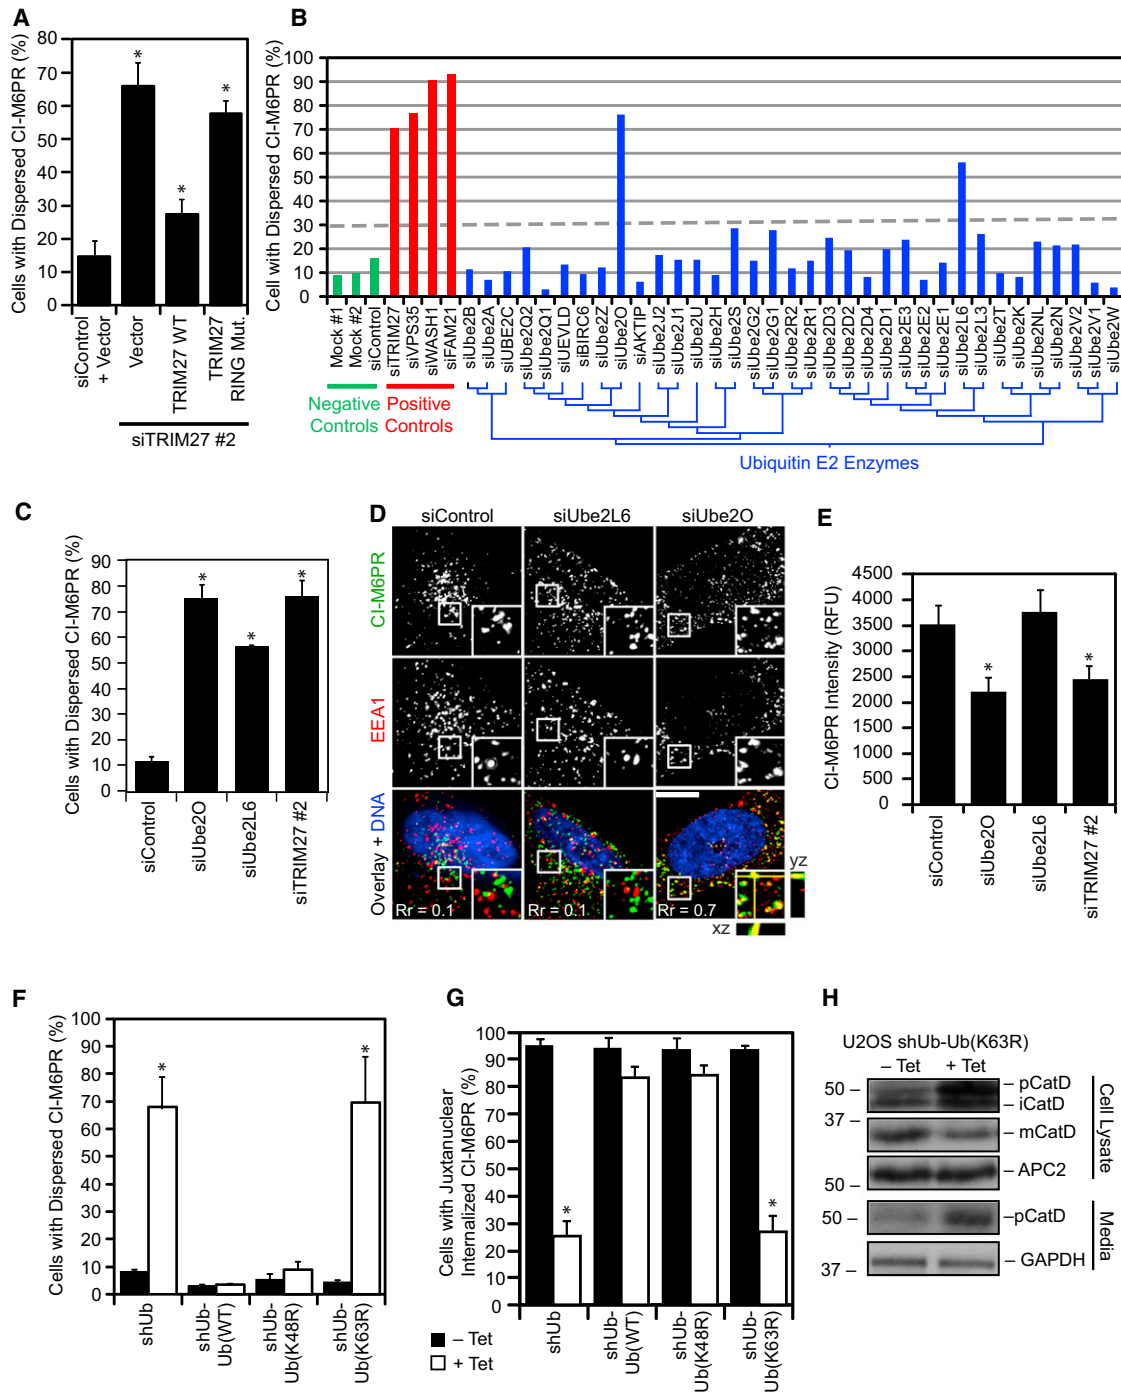 A
Cells with Dispersed CI-M6PR (%)
80
70
60
50
40
30
20
10
0
*
*
*
siControl + Vector
Vector
TRIM27 WT
TRIM27 RING Mut.
siTRIM27 #2
B
Cell with Dispersed CI-M6PR (%)
100
90
80
70
60
50
40
30
20
10
0
Mock #1
Mock #2
siControl
siTRIM27
siVPS35
siWASH1
siFAM21
siUbe2B
siUbe2A
siUBE2C
siUbe2Q2
siUbe2Q1
siUEVLD
siBIRC6
siUbe2Z
siUbe2O
siAKTIP
siUbe2J2
siUbe2J1
siUbe2U
siUbe2H
siUbe2S
siUbe2G2
siUbe2G1
siUbe2R2
siUbe2R1
siUbe2D3
siUbe2D2
siUbe2D4
siUbe2D1
siUbe2E3
siUbe2E2
siUbe2E1
siUbe2L6
siUbe2L3
siUbe2T
siUbe2K
siUbe2NL
siUbe2N
siUbe2V2
siUbe2V1
siUbe2W
Negative Controls
Positive Controls
Ubiquitin E2 Enzymes
C
Cells with Dispersed CI-M6PR (%)
90
80
70
60
50
40
30
20
10
0
*
*
*
siControl
siUbe2O
siUbe2L6
siTRIM27 #2
D
siControl
siUbe2L6
siUbe2O
CI-M6PR
EEA1
Overlay + DNA
Rr = 0.1
Rr = 0.1
Rr = 0.7
yz
xz
E
CI-M6PR Intensity (RFU)
4500
4000
3500
3000
2500
2000
1500
1000
500
0
*
*
siControl
siUbe2O
siUbe2L6
siTRIM27 #2
F
Cells with Dispersed CI-M6PR (%)
100
90
80
70
60
50
40
30
20
10
0
*
*
shUb
shUb-Ub(WT)
shUb-Ub(K48R)
shUb-Ub(K63R)
G
Cells with Juxtanuclear
Internalized CI-M6PR (%)
100
90
80
70
60
50
40
30
20
10
0
*
*
shUb
shUb-Ub(WT)
shUb-Ub(K48R)
shUb-Ub(K63R)
– Tet
+ Tet
H
U2OS shUb-Ub(K63R)
– Tet + Tet
50 –
37 –
50 –
50 –
37 –
– pCatD
– iCatD
– mCatD
– APC2
–pCatD
– GAPDH
Cell Lysate
Media